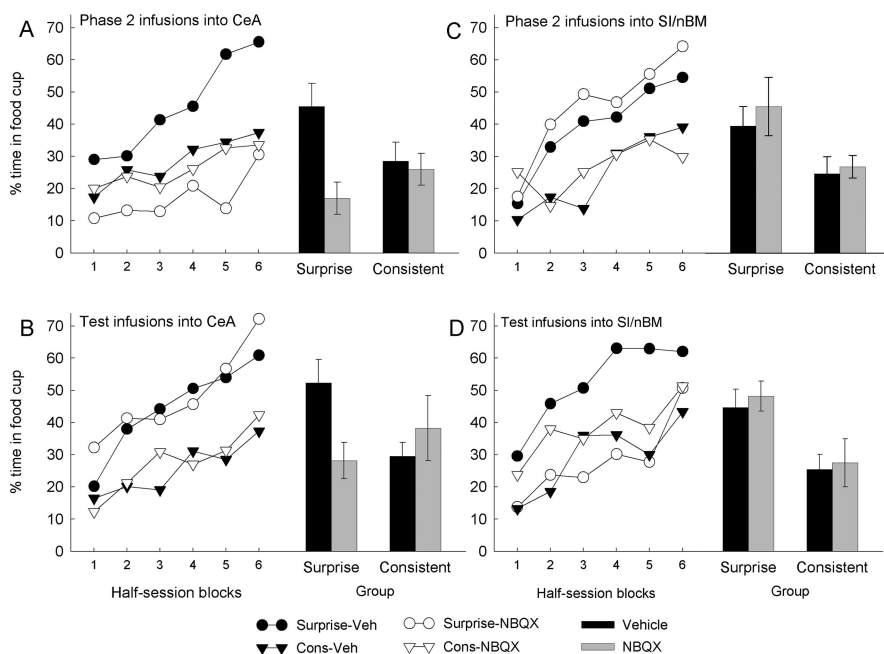 A
Phase 2 infusions into CeA
% time in food cup
70
60
50
40
30
20
10
0
1 2 3 4 5 6
Surprise Consistent
C
Phase 2 infusions into SI/nBM
70
60
50
40
30
20
10
0
1 2 3 4 5 6
Surprise Consistent
B
Test infusions into CeA
% time in food cup
70
60
50
40
30
20
10
0
1 2 3 4 5 6
Surprise Consistent
Half-session blocks
Group
D
Test infusions into SI/nBM
70
60
50
40
30
20
10
0
1 2 3 4 5 6
Surprise Consistent
Half-session blocks
Group
Surprise-Veh Surprise-NBQX Vehicle
Cons-Veh Cons-NBQX NBQX